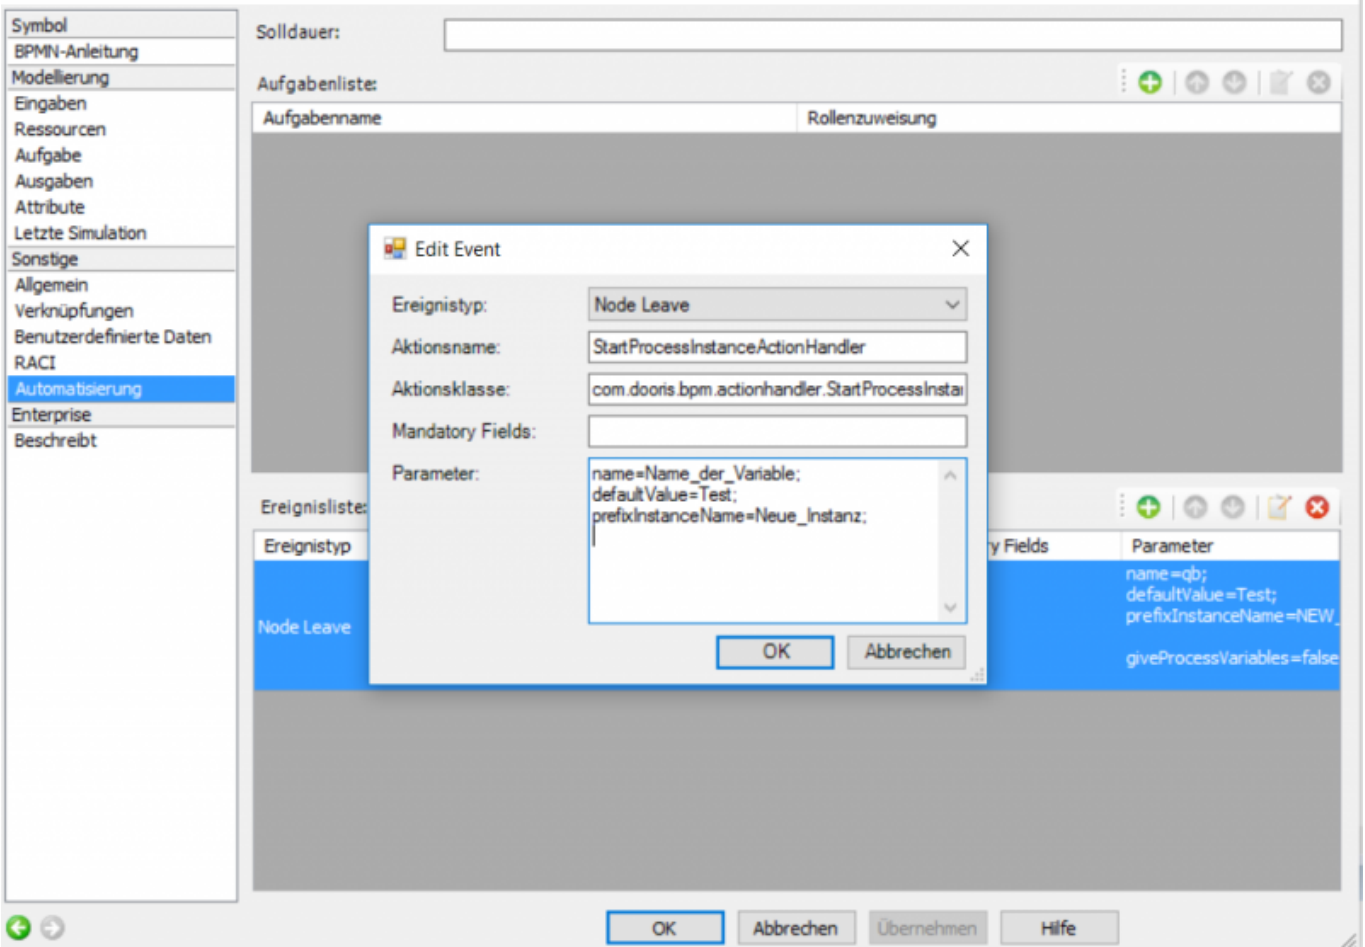 Symbol
BPMN-Anleitung
Modellierung
Eingaben
Ressourcen
Aufgabe
Ausgaben
Attribute
Letzte Simulation
Sonstige
Allgemein
Verknüpfungen
Benutzerdefinierte Daten
RACI
Automatisierung
Enterprise
Beschreibt
Solldauer:
Aufgabenliste:
Aufgabenname Rollenzuweisung
Edit Event
Ereignistyp: Node Leave
Aktionsname: StartProcessInstanceActionHandler
Aktionsklasse: com.dooris.bpm.actionhandler.StartProcessInsta
Mandatory Fields:
Parameter: name=Name_der_Variable;
defaultValue=Test;
prefixInstanceName=Neue_Instanz;
OK Abbrechen
Ereignisliste:
Ereignistyp y Fields Parameter
Node Leave
name=qb;
defaultValue=Test;
prefixInstanceName=NEW_
giveProcessVariables=false
OK Abbrechen Übernehmen Hilfe